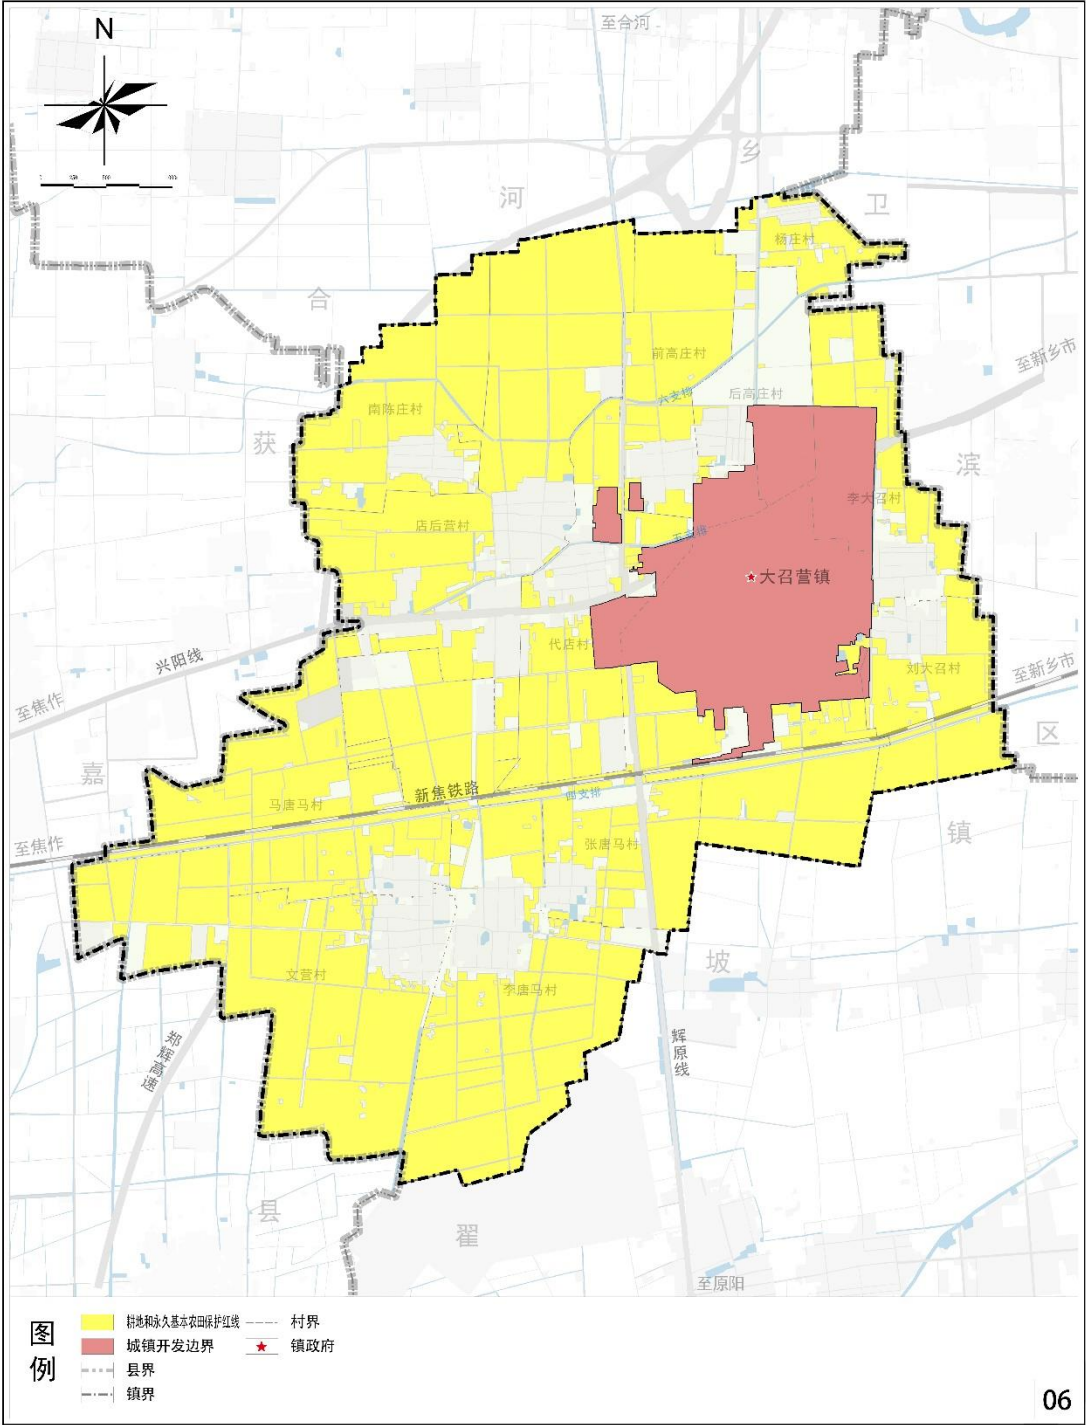 N
至合河
乡
河
卫
杨庄村
合
前高庄村
至新乡市
六支排
后高庄村
南陈庄村
获
滨
李大召村
店后营村
五支排
大召营镇
代店村
兴阳线
刘大召村
至新乡市
至焦作
区
嘉
新焦铁路
四支排
马唐马村
至焦作
张唐马村
镇
坡
文营村
李唐马村
郑辉高速
辉原线
县
翟
至原阳
图例
耕地和永久基本农田保护红线
村界
城镇开发边界
镇政府
县界
镇界
06